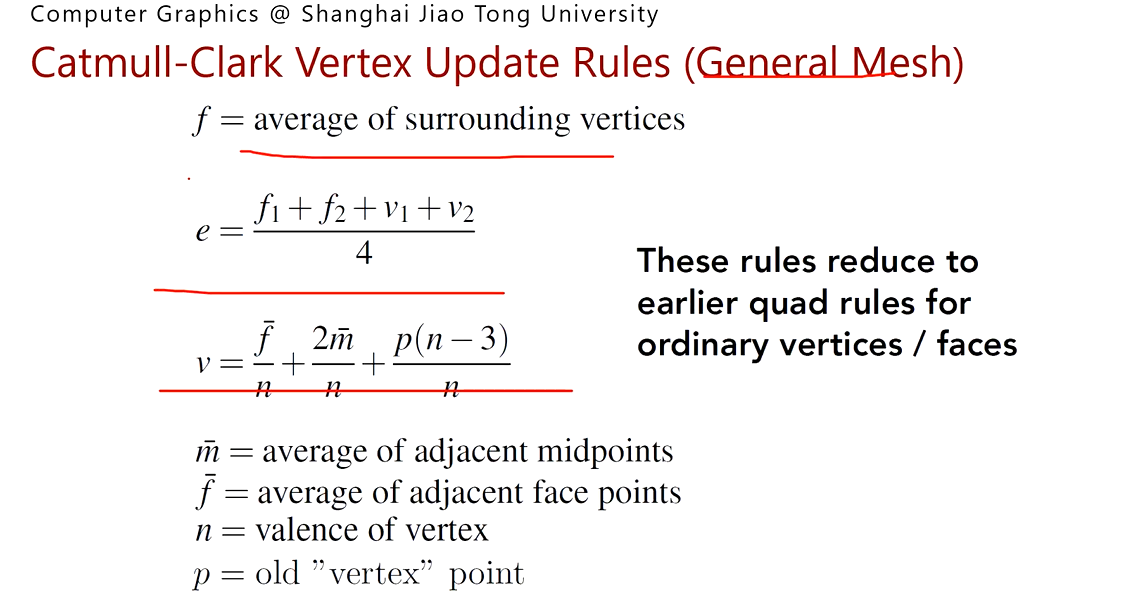 Computer Graphics @ Shanghai Jiao Tong University
Catmull-Clark Vertex Update Rules (General Mesh)
f = average of surrounding vertices
e = \frac{f_1 + f_2 + v_1 + v_2}{4}
These rules reduce to
earlier quad rules for
ordinary vertices / faces
v = \frac{\bar{f}}{n} + \frac{2\bar{m}}{n} + \frac{p(n-3)}{n}
\bar{m} = average of adjacent midpoints
\bar{f} = average of adjacent face points
n = valence of vertex
p = old ”vertex” point